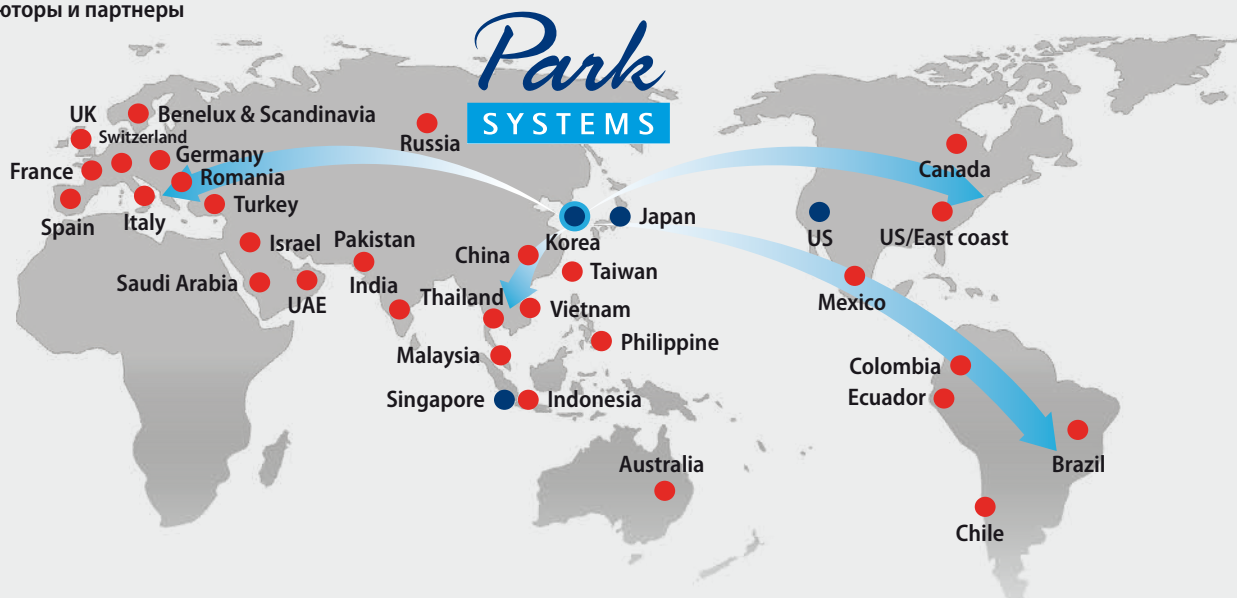 и партнеры
Park
SYSTEMS
UK
Benelux & Scandinavia
Switzerland
Russia
Germany
France
Romania
Canada
Turkey
Spain
Italy
Japan
Korea
US
US/East coast
Israel
Pakistan
China
Taiwan
Saudi Arabia
India
UAE
Thailand
Mexico
Vietnam
Philippine
Malaysia
Colombia
Singapore
Indonesia
Ecuador
Australia
Brazil
Chile